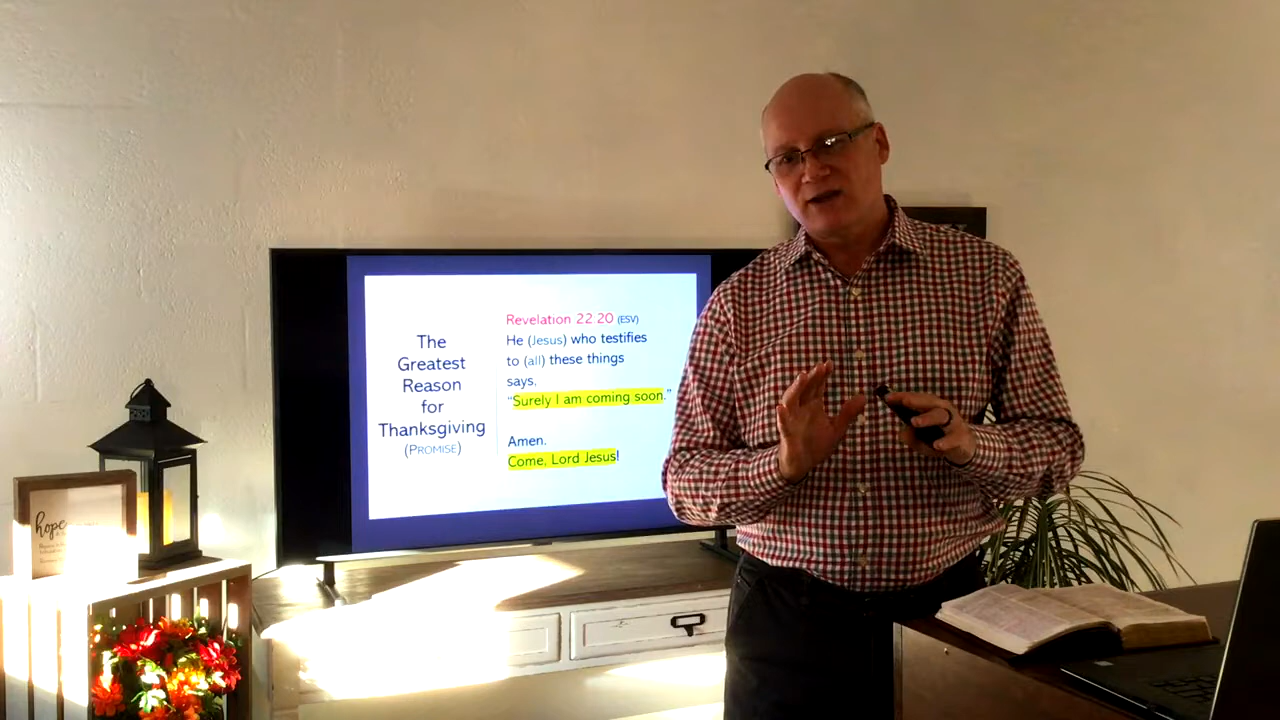 The
Greatest
Reason
for
Thanksgiving
(PROMISE)
Revelation 22:20 (ESV)
He (Jesus) who testifies
to (all) these things
says,
“Surely I am coming soon.”
Amen.
Come, Lord Jesus!
hope